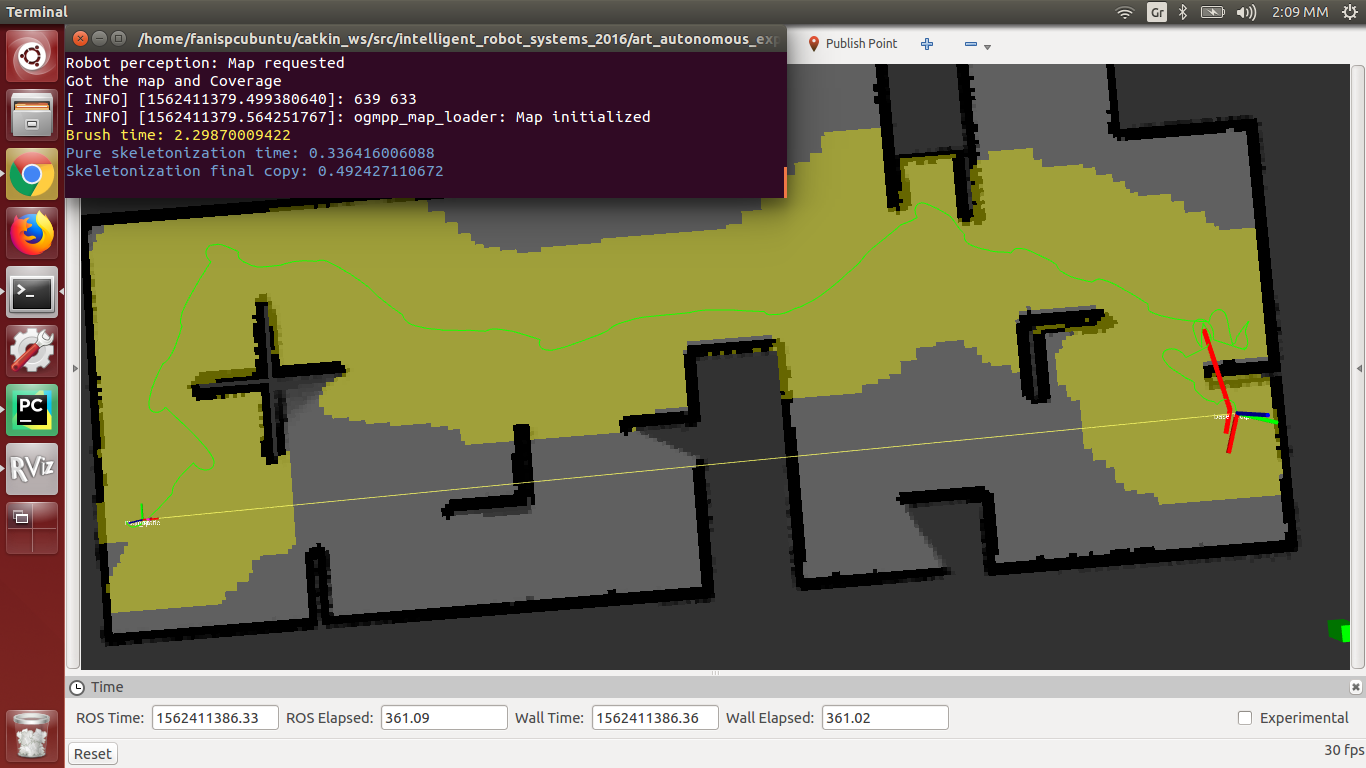 Terminal
Gr
2:09 MM
/home/fanispcubuntu/catkin_ws/src/intelligent_robot_systems_2016/art_autonomous_exp
Publish Point
Robot perception: Map requested
Got the map and Coverage
[ INFO] [1562411379.499380640]: 639 633
[ INFO] [1562411379.564251767]: ogmpp_map_loader: Map initialized
Brush time: 2.29870009422
Pure skeletonization time: 0.336416006088
Skeletonization final copy: 0.492427110672
PC
RViz
Time
ROS Time: 1562411386.33 ROS Elapsed: 361.09 Wall Time: 1562411386.36 Wall Elapsed: 361.02 Experimental
Reset
30 fps